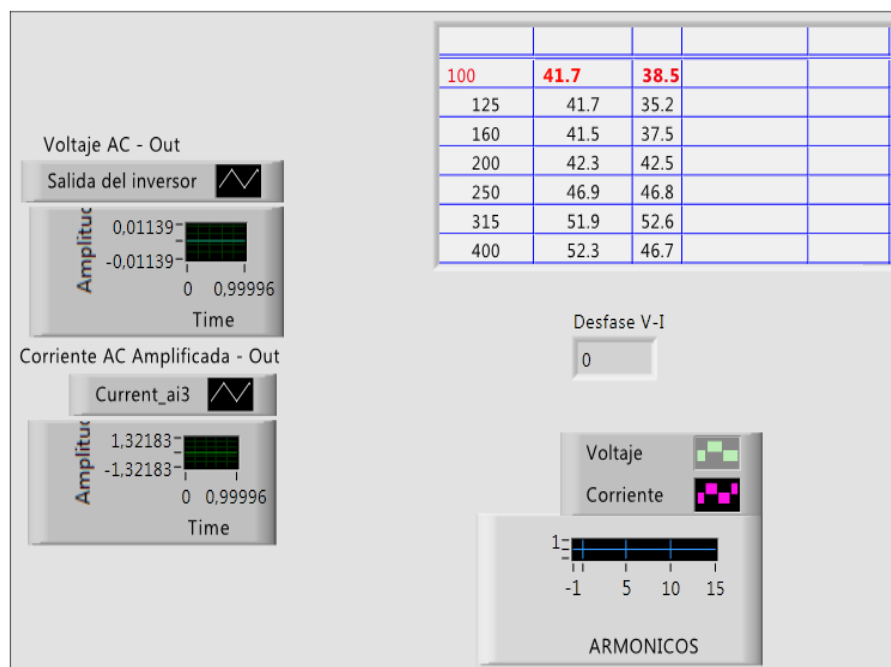 100 41.7 38.5
125 41.7 35.2
160 41.5 37.5
200 42.3 42.5
250 46.9 46.8
315 51.9 52.6
400 52.3 46.7
Voltaje AC - Out
Salida del inversor
Amplituc
0,01139
-0,01139
0 0,99996
Time
Corriente AC Amplificada - Out
Current_ai3
Amplituc
1,32183
-1,32183
0 0,99996
Time
Desfase V-I
0
Voltaje
Corriente
1
-1 5 10 15
ARMONICOS